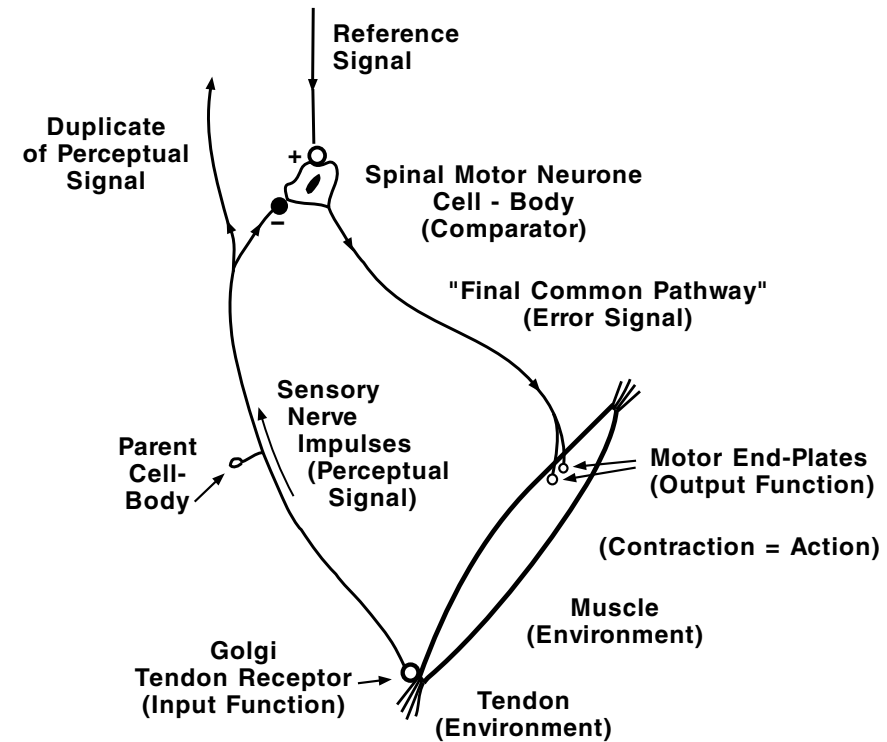 Reference
Signal
Duplicate
of Perceptual
Signal
+
Spinal Motor Neurone
Cell - Body
(Comparator)
−
"Final Common Pathway"
(Error Signal)
Sensory
Nerve
Impulses
(Perceptual
Signal)
Parent
Cell-
Body
Motor End-Plates
(Output Function)
(Contraction = Action)
Muscle
(Environment)
Golgi
Tendon Receptor
(Input Function)
Tendon
(Environment)